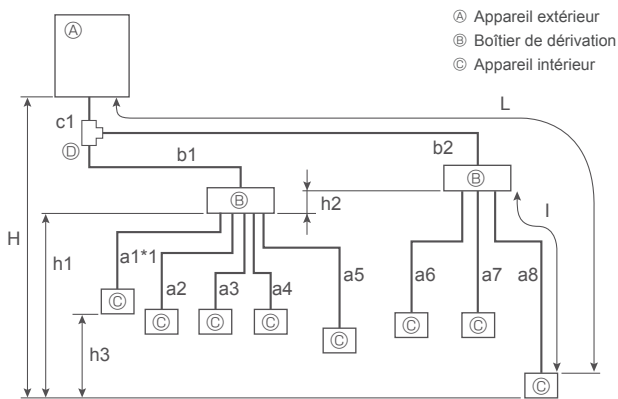 Ⓐ Appareil extérieur
Ⓑ Boîtier de dérivation
Ⓒ Appareil intérieur
Ⓐ
L
c1
Ⓓ
b1
b2
Ⓑ
Ⓑ
h2
H
h1
l
a1*1
a2
a3
a4
a5
a6
a7
a8
Ⓒ
Ⓒ
Ⓒ
Ⓒ
Ⓒ
Ⓒ
Ⓒ
h3
Ⓒ